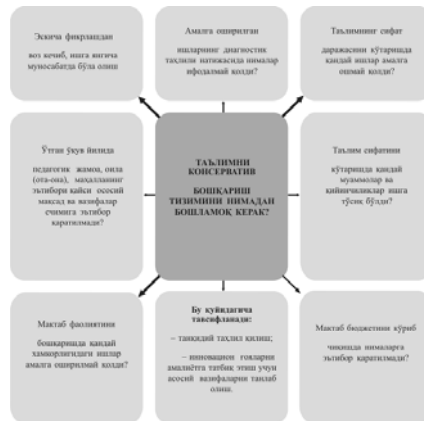 Эскича фикрлашдан
воз кечиб, ишга янгича
муносабатда бўла олиш
Амалга оширилган
ишларнинг диагностик
таҳлили натижасида нималар
ифодалмай қолди?
Таълимнинг сифат
даражасини кўтаришда
қандай ишлар амалга
ошмай қолди?
Ўтган ўқув йилида
педагогик жамоа, оила
(ота-она), маҳалланинг
эътибори қайси ососий
мақсад ва вазифалар
ечимига эътибор
қаратилмади?
ТАЪЛИМНИ
КОНСЕРВАТИВ
БОШҚАРИШ
ТИЗИМИНИ НИМАДАН
БОШЛАМОҚ КЕРАК?
Таълим сифатини
кўтаришда қандай
муаммолар ва
қийинчиликлар ишга
тўсиқ бўлди?
Мактаб фаолиятини
бошқаришда қандай
хамкорлигидаги ишлар
амалга оширилмай қолди?
Бу қуйидагича
тавсифланади:
– танқидий таҳлил қилиш;
– инновацион ғояларни
амалиётга татбиқ этиш учун
асосий вазифаларни танлаб
олиш.
Мактаб бюджетини кўриб
чиқишда нималарга
эътибор қаратилмади?